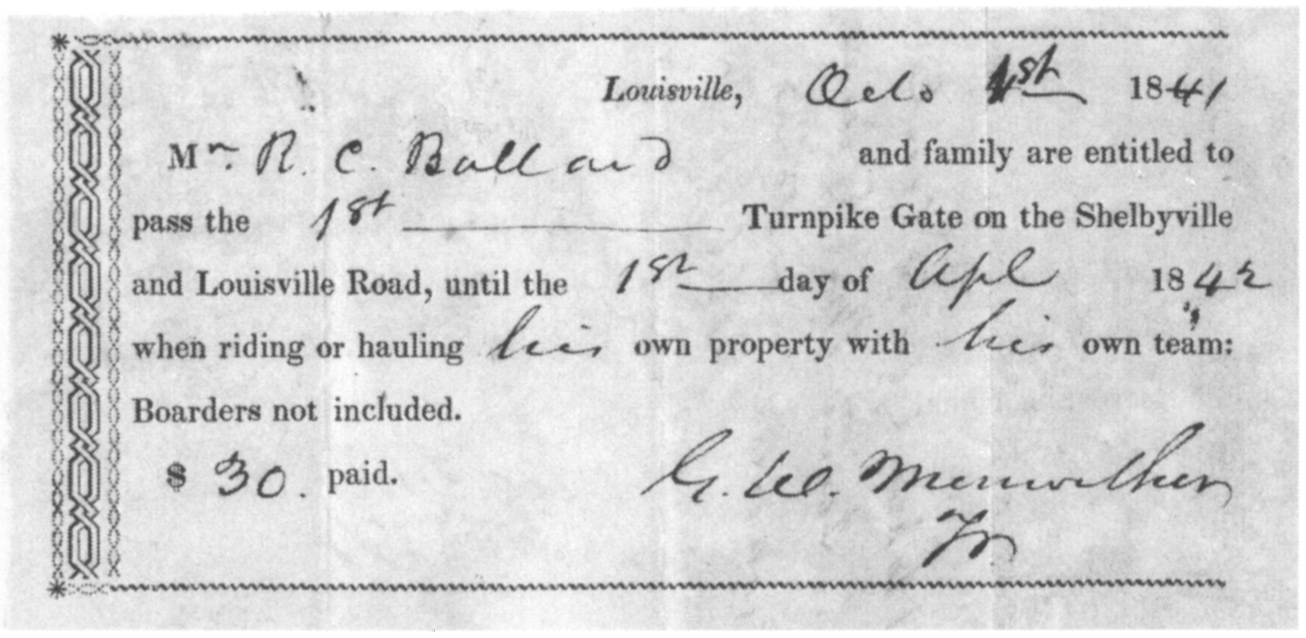 Louisville, Octo 1st 1841
Mr. R. C. Ballard and family are entitled to
pass the 1st Turnpike Gate on the Shelbyville
and Louisville Road, until the 1st day of Apl 1842,
when riding or hauling his own property with his own team:
Boarders not included.
$ 30. paid. G. W. Meriwether
Tr